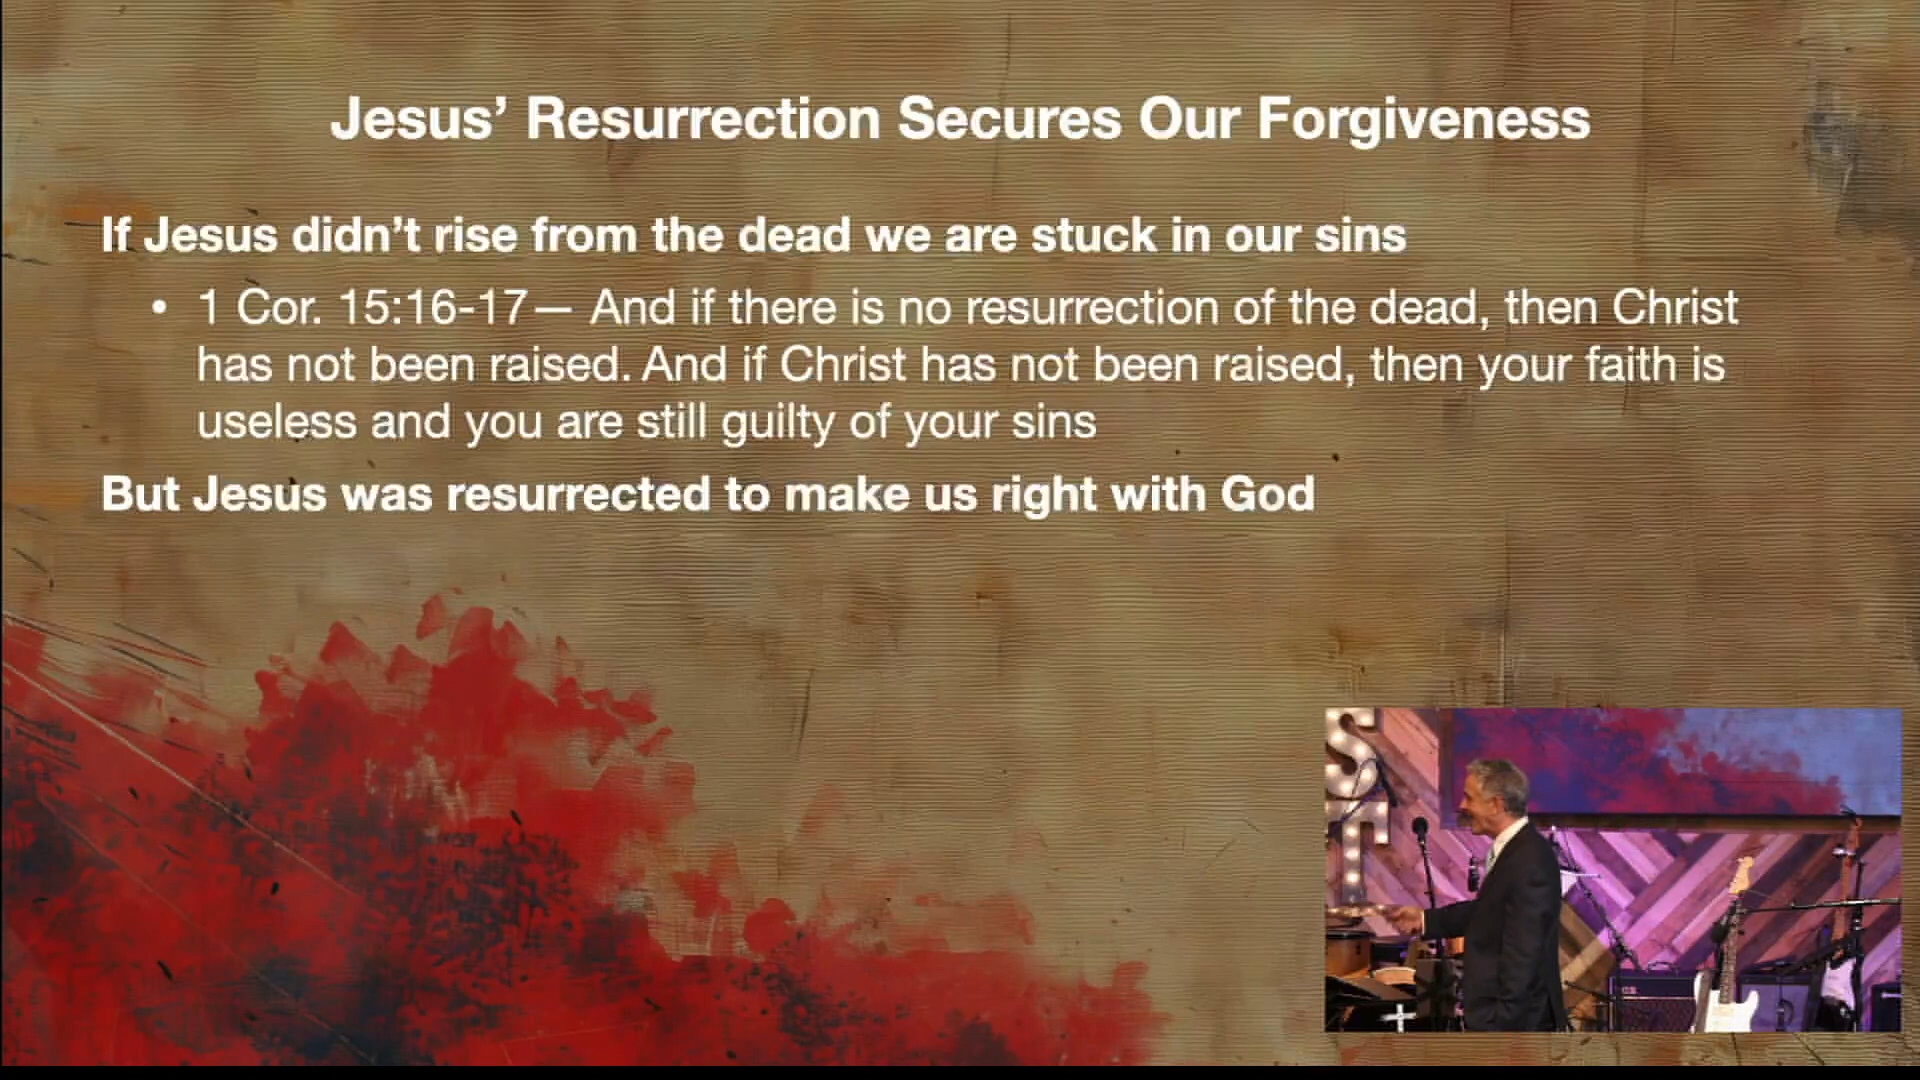 Jesus’ Resurrection Secures Our Forgiveness
If Jesus didn’t rise from the dead we are stuck in our sins
• 1 Cor. 15:16-17— And if there is no resurrection of the dead, then Christ
has not been raised. And if Christ has not been raised, then your faith is
useless and you are still guilty of your sins
But Jesus was resurrected to make us right with God
ST